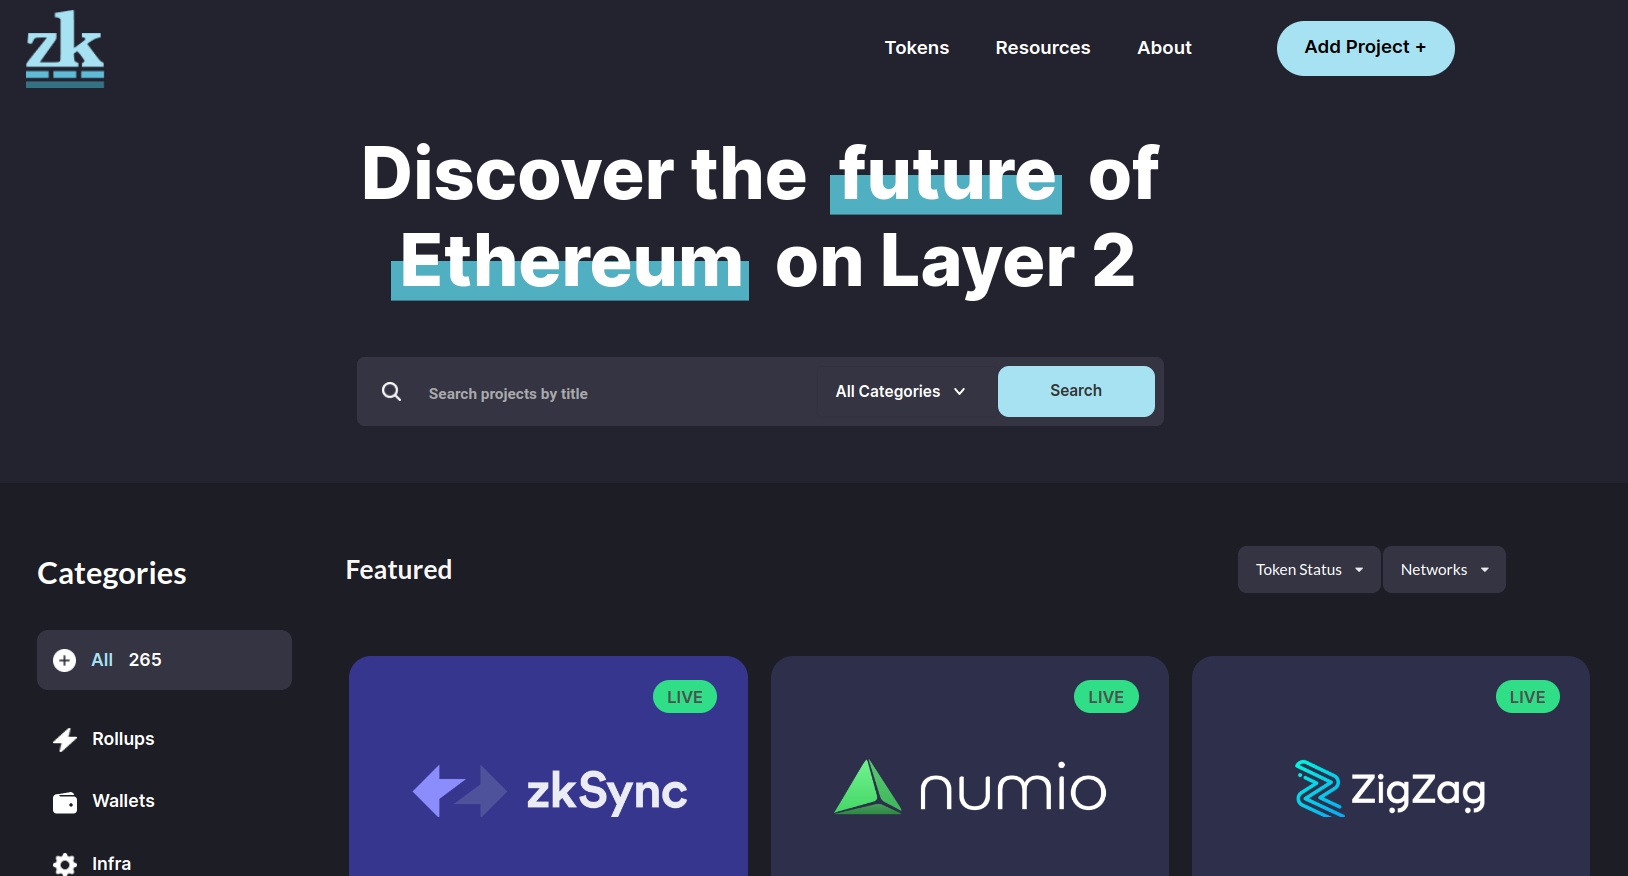 zk
Tokens Resources About Add Project +
Discover the future of
Ethereum on Layer 2
Search projects by title All Categories Search
Categories
Featured
Token Status Networks
All 265
Rollups
Wallets
Infra
LIVE LIVE LIVE
zkSync numio ZigZag